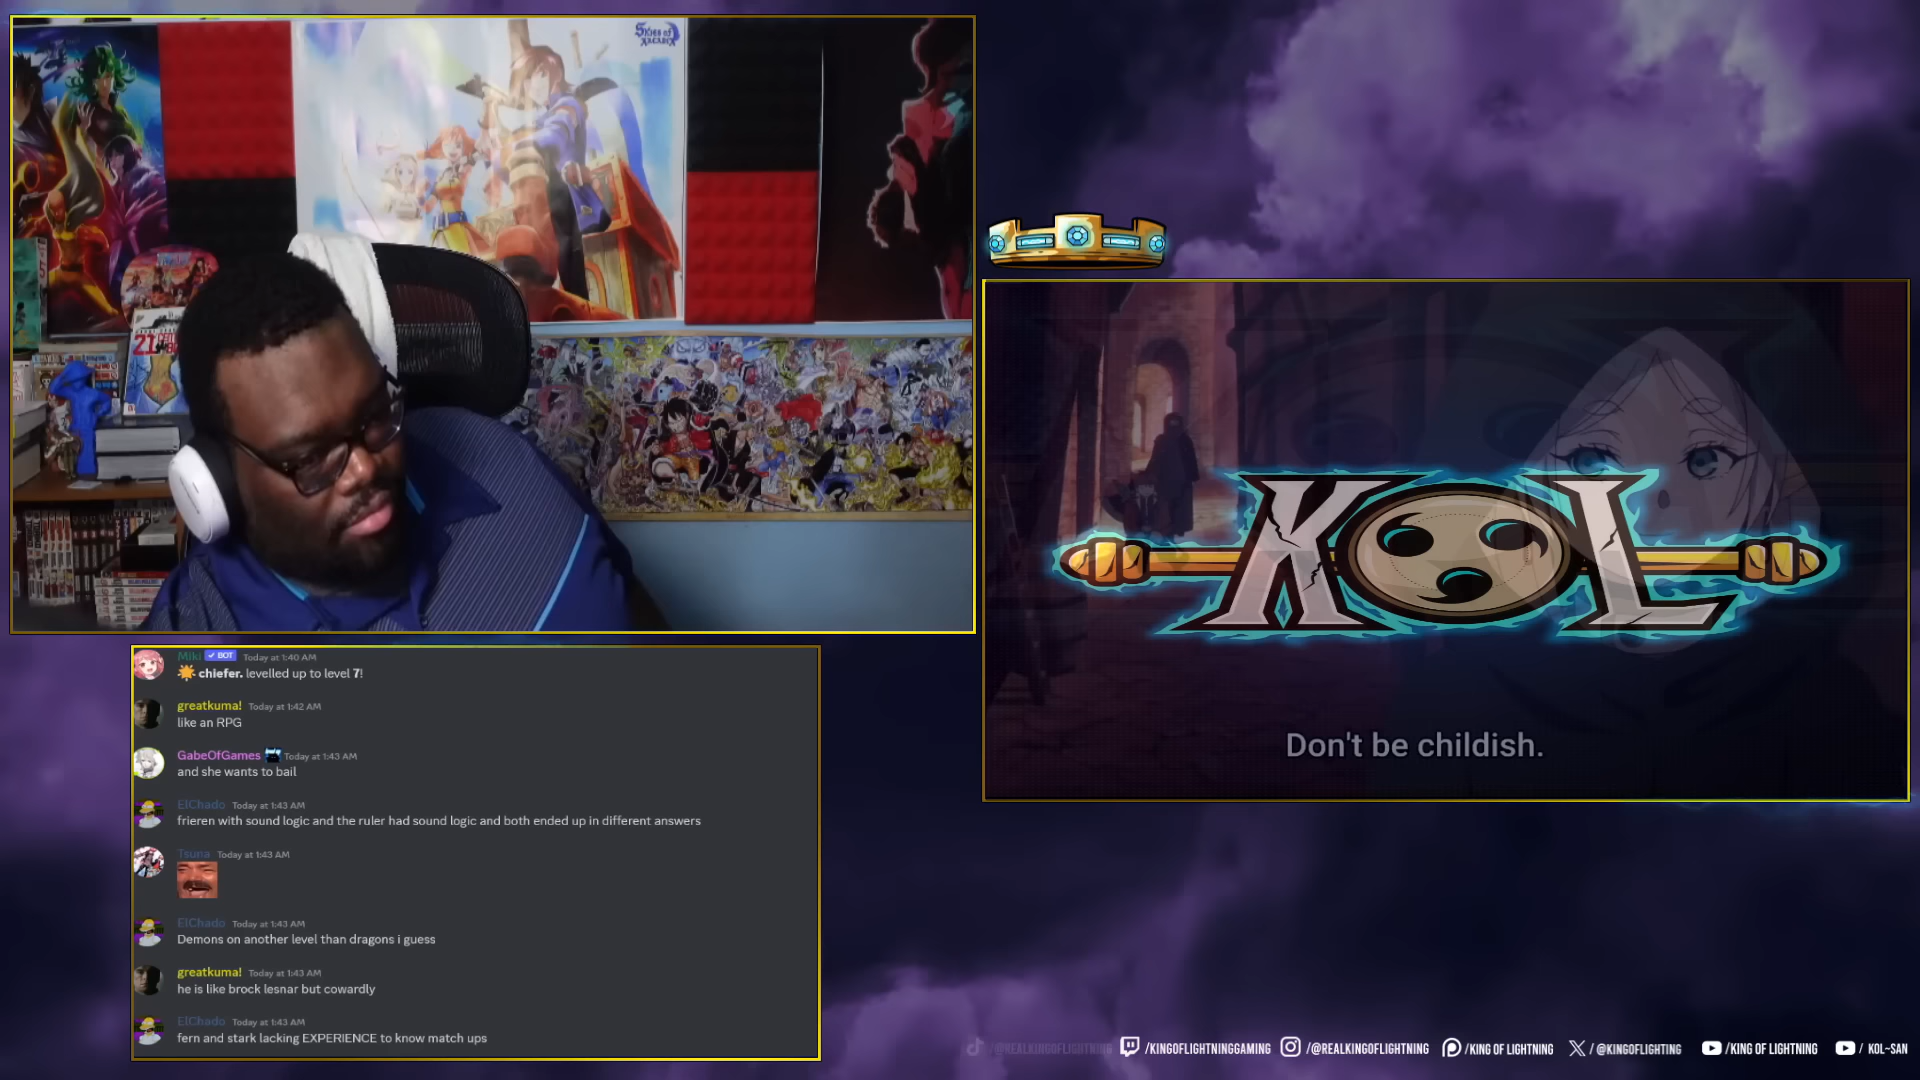 Skies of
ARCADIA
21
Miki BOT Today at 1:40 AM
chiefer. levelled up to level 7!
greatkuma! Today at 1:42 AM
like an RPG
GabeOfGames Today at 1:43 AM
and she wants to bail
ElChado Today at 1:43 AM
frieren with sound logic and the ruler had sound logic and both ended up in different answers
Tsuna Today at 1:43 AM
ElChado Today at 1:43 AM
Demons on another level than dragons i guess
greatkuma! Today at 1:43 AM
he is like brock lesnar but cowardly
ElChado Today at 1:43 AM
fern and stark lacking EXPERIENCE to know match ups
KOL
Don't be childish.
/@REALKINGOFLIGHTNING
/KINGOFLIGHTNINGGAMING
/@REALKINGOFLIGHTNING
/KING OF LIGHTNING
/ @KINGOFLIGHTING
/KING OF LIGHTNING
/ KOL-SAN